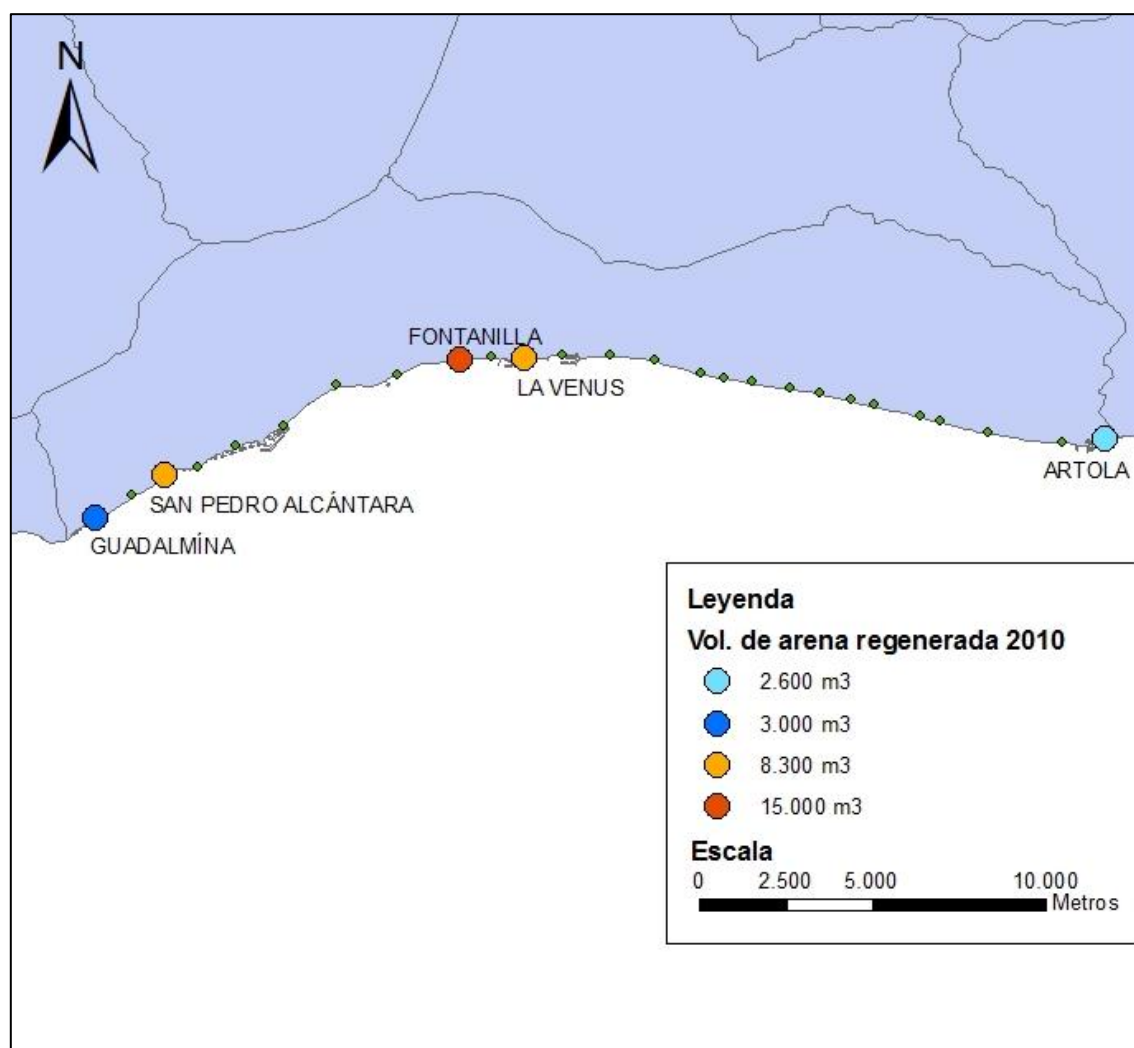 N
FONTANILLA
LA VENUS
ARTOLA
SAN PEDRO ALCÁNTARA
GUADALMÍNA
Leyenda
Vol. de arena regenerada 2010
2.600 m3
3.000 m3
8.300 m3
15.000 m3
Escala
0 2.500 5.000 10.000
Metros